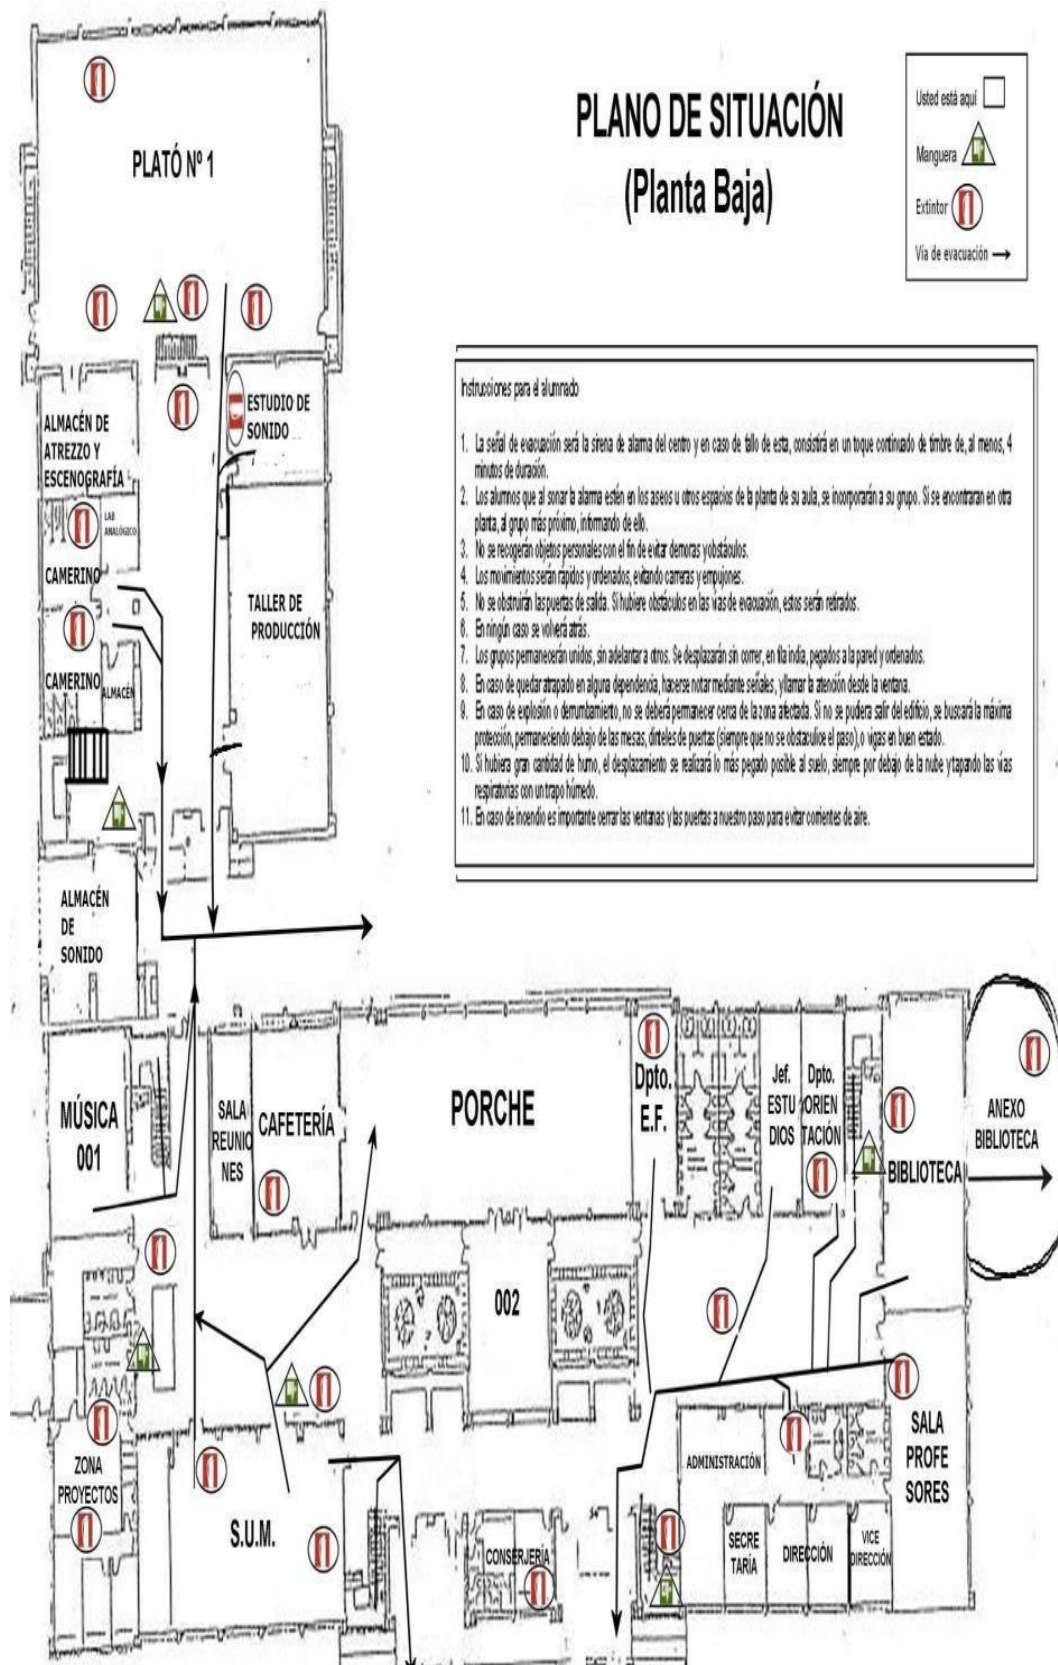 PLANO DE SITUACIÓN
(Planta Baja)
Usted está aquí
Manguera
Extintor
Vía de evacuación
Instrucciones para el alumnado
1. La señal de evacuación será la sirena de alarma del centro y en caso de fallo de esta, consistirá en un toque continuado de timbre de, al menos, 4
minutos de duración.
2. Los alumnos que al sonar la alarma estén en los aseos u otros espacios de la planta de su aula, se incorporarán a su grupo. Si se encontraran en otra
planta, al grupo más próximo, informando de ello.
3. No se recogerán objetos personales con el fin de evitar demoras y obstáculos.
4. Los movimientos serán rápidos y ordenados, evitando carreras y empujones.
5. No se obstruirán las puertas de salida. Si hubiere obstáculos en las vías de evacuación, estos serán retirados.
6. En ningún caso se volverá atrás.
7. Los grupos permanecerán unidos, sin adelantar a otros. Se desplazarán sin correr, en fila india, pegados a la pared y ordenados.
8. En caso de quedar atrapado en alguna dependencia, hacerse notar mediante señales, y llamar la atención desde la ventana.
9. En caso de explosión o derrumbamiento, no se deberá permanecer cerca de la zona afectada. Si no se pudiera salir del edificio, se buscará la máxima
protección, permaneciendo debajo de las mesas, dinteles de puertas (siempre que no se obstaculice el paso), o vigas en buen estado.
10. Si hubiera gran cantidad de humo, el desplazamiento se realizará lo más pegado posible al suelo, siempre por debajo de la nube y tapando las vías
respiratorias con un trapo húmedo.
11. En caso de incendio es importante cerrar las ventanas y las puertas a nuestro paso para evitar corrientes de aire.
PLATÓ Nº 1
ESTUDIO DE
SONIDO
ALMACÉN DE
ATREZZO Y
ESCENOGRAFÍA
LAB
ANALÓGICO
CAMERINO
TALLER DE
PRODUCCIÓN
CAMERINO
ALMACÉN
ALMACÉN
DE
SONIDO
MÚSICA
001
SALA
REUNIO
NES
CAFETERÍA
PORCHE
Dpto.
E.F.
Jef.
ESTU
DIOS
Dpto.
ORIEN
TACIÓN
BIBLIOTECA
ANEXO
BIBLIOTECA
002
ZONA
PROYECTOS
S.U.M.
CONSERJERÍA
ADMINISTRACIÓN
SECRE
TARÍA
DIRECCIÓN
VICE
DIRECCIÓN
SALA
PROFE
SORES